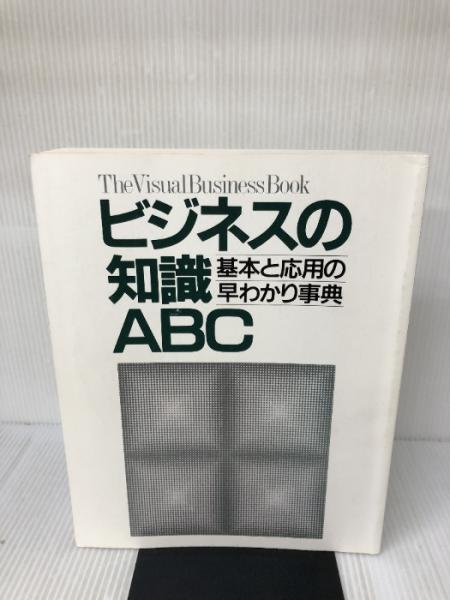 The Visual Business Book
ビジネスの
知識
基本と応用の
早わかり事典
ABC